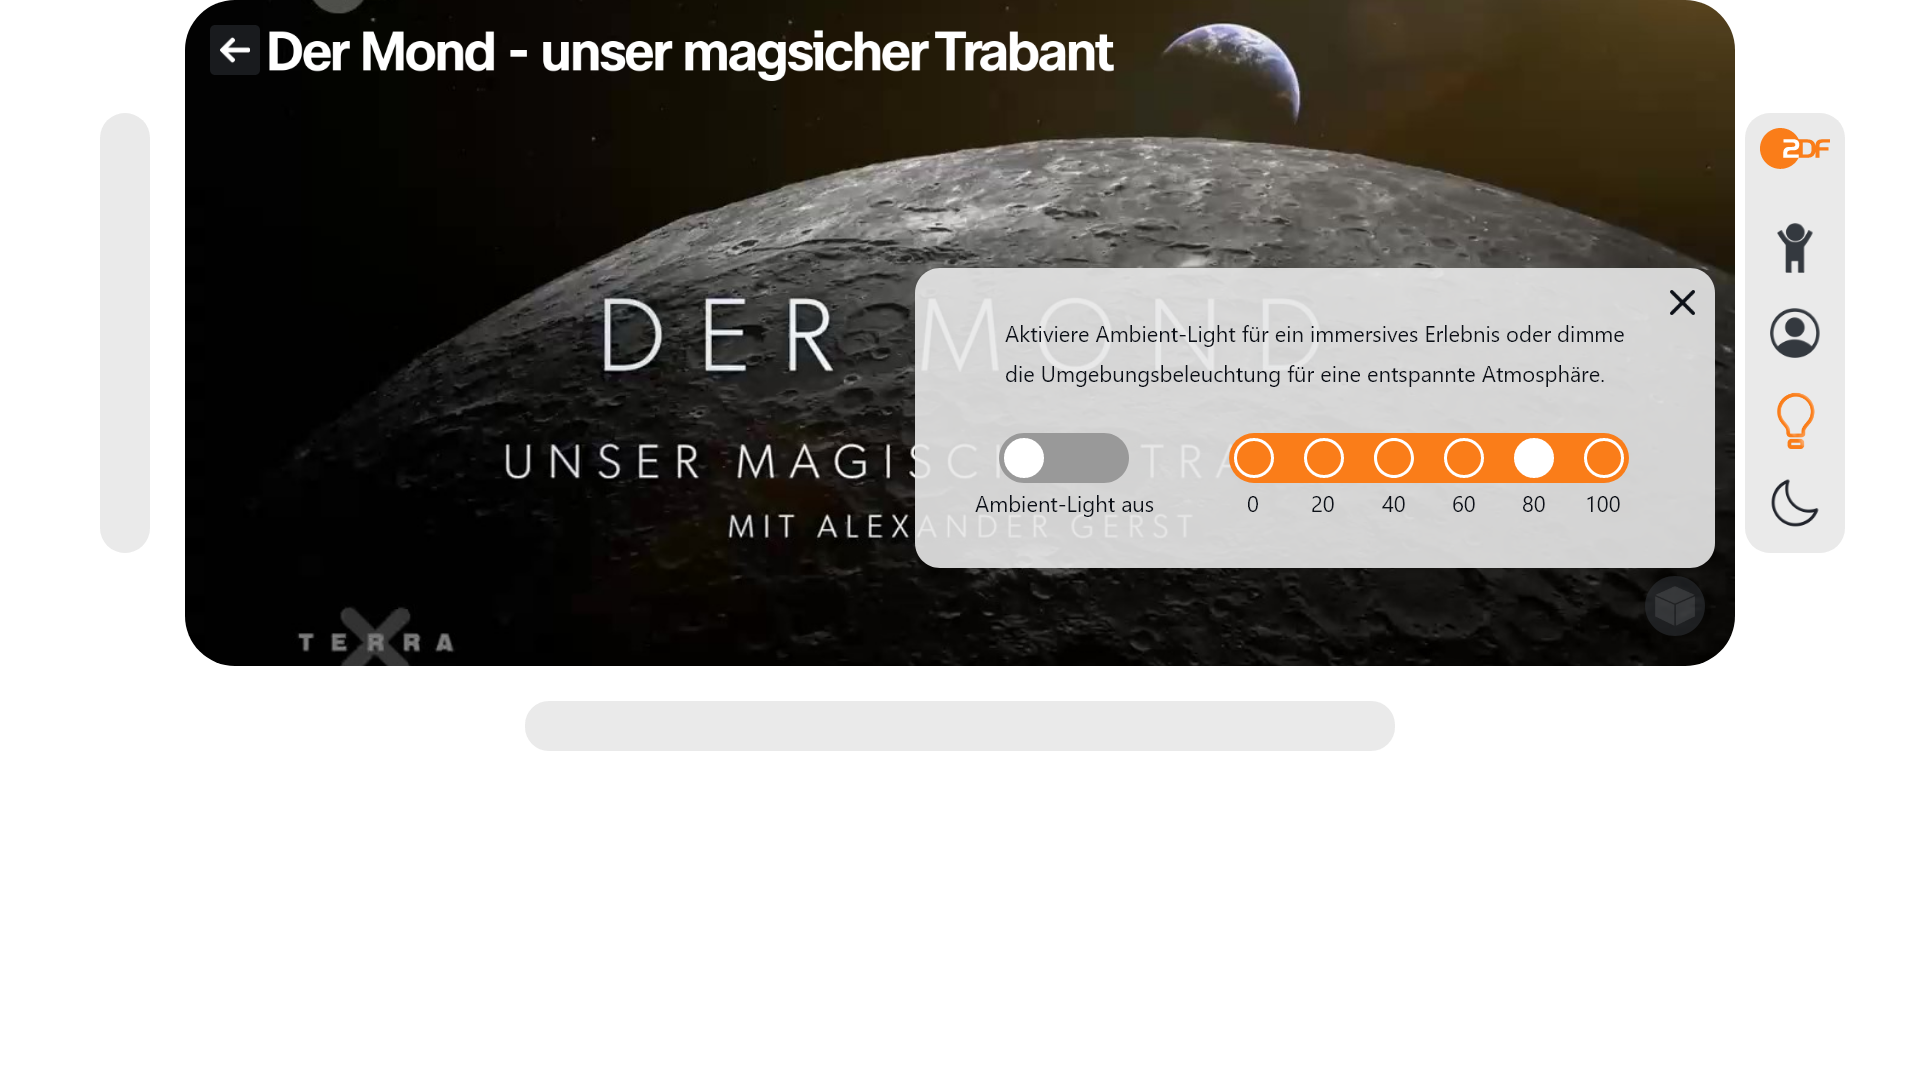 Der Mond - unser magsicher Trabant
ZDF
DER MOND
Aktiviere Ambient-Light für ein immersives Erlebnis oder dimme
die Umgebungsbeleuchtung für eine entspannte Atmosphäre.
UNSER MAGISC TRA
Ambient-Light aus
0 20 40 60 80 100
MIT ALEXANDER GERST
TERRA X